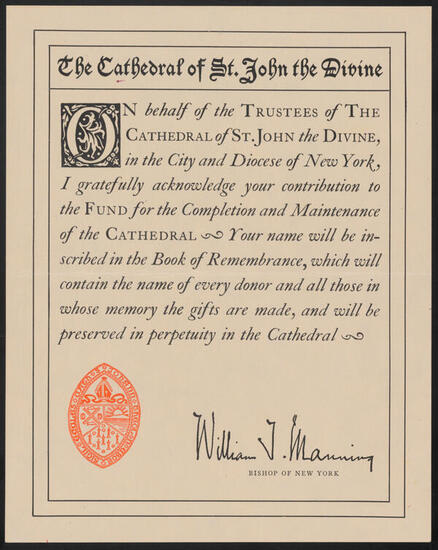 The Cathedral of St. John the Divine
ON behalf of the TRUSTEES of THE
CATHEDRAL of ST. JOHN the DIVINE,
in the City and Diocese of New York,
I gratefully acknowledge your contribution to
the FUND for the Completion and Maintenance
of the CATHEDRAL Your name will be in-
scribed in the Book of Remembrance, which will
contain the name of every donor and all those in
whose memory the gifts are made, and will be
preserved in perpetuity in the Cathedral
William T. Manning
BISHOP OF NEW YORK